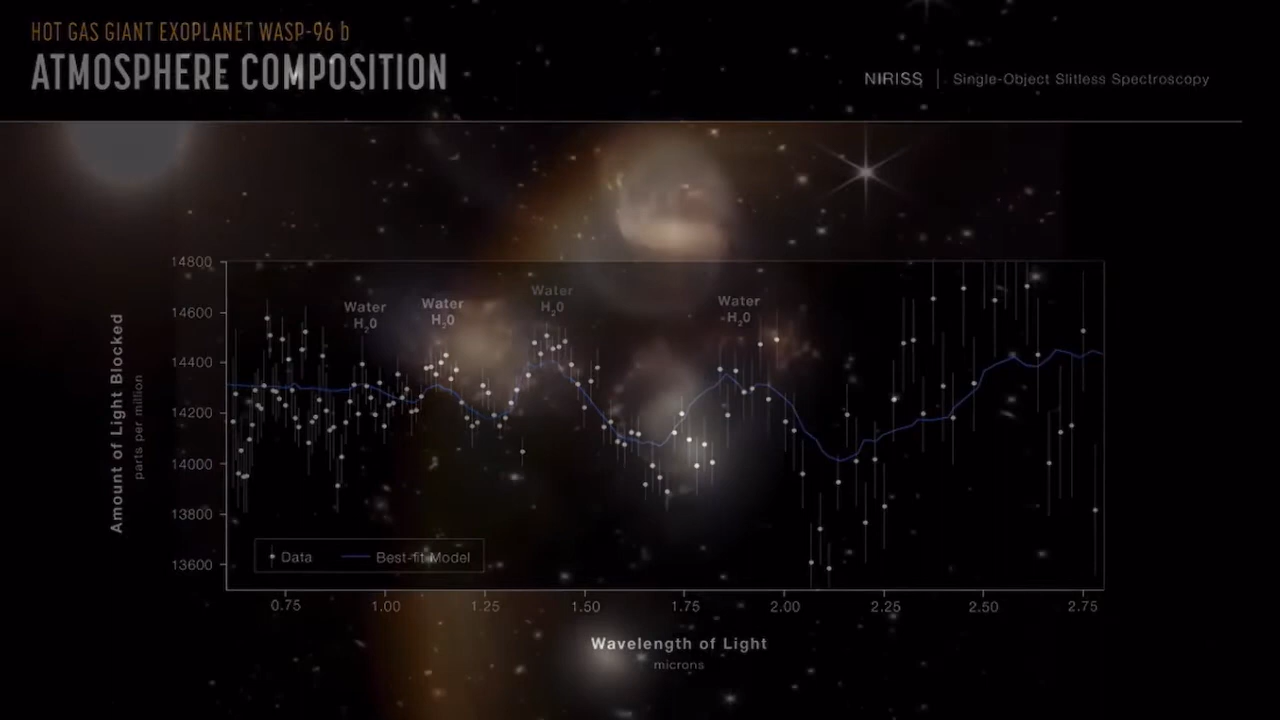 HOT GAS GIANT EXOPLANET WASP-96 b
ATMOSPHERE COMPOSITION
NIRISS | Single-Object Slitless Spectroscopy
Amount of Light Blocked
parts per million
14800
14600
14400
14200
14000
13800
13600
Water
H₂O
Water
H₂O
Water
H₂O
Water
H₂O
Data
Best-fit Model
0.75 1.00 1.25 1.50 1.75 2.00 2.25 2.50 2.75
Wavelength of Light
microns